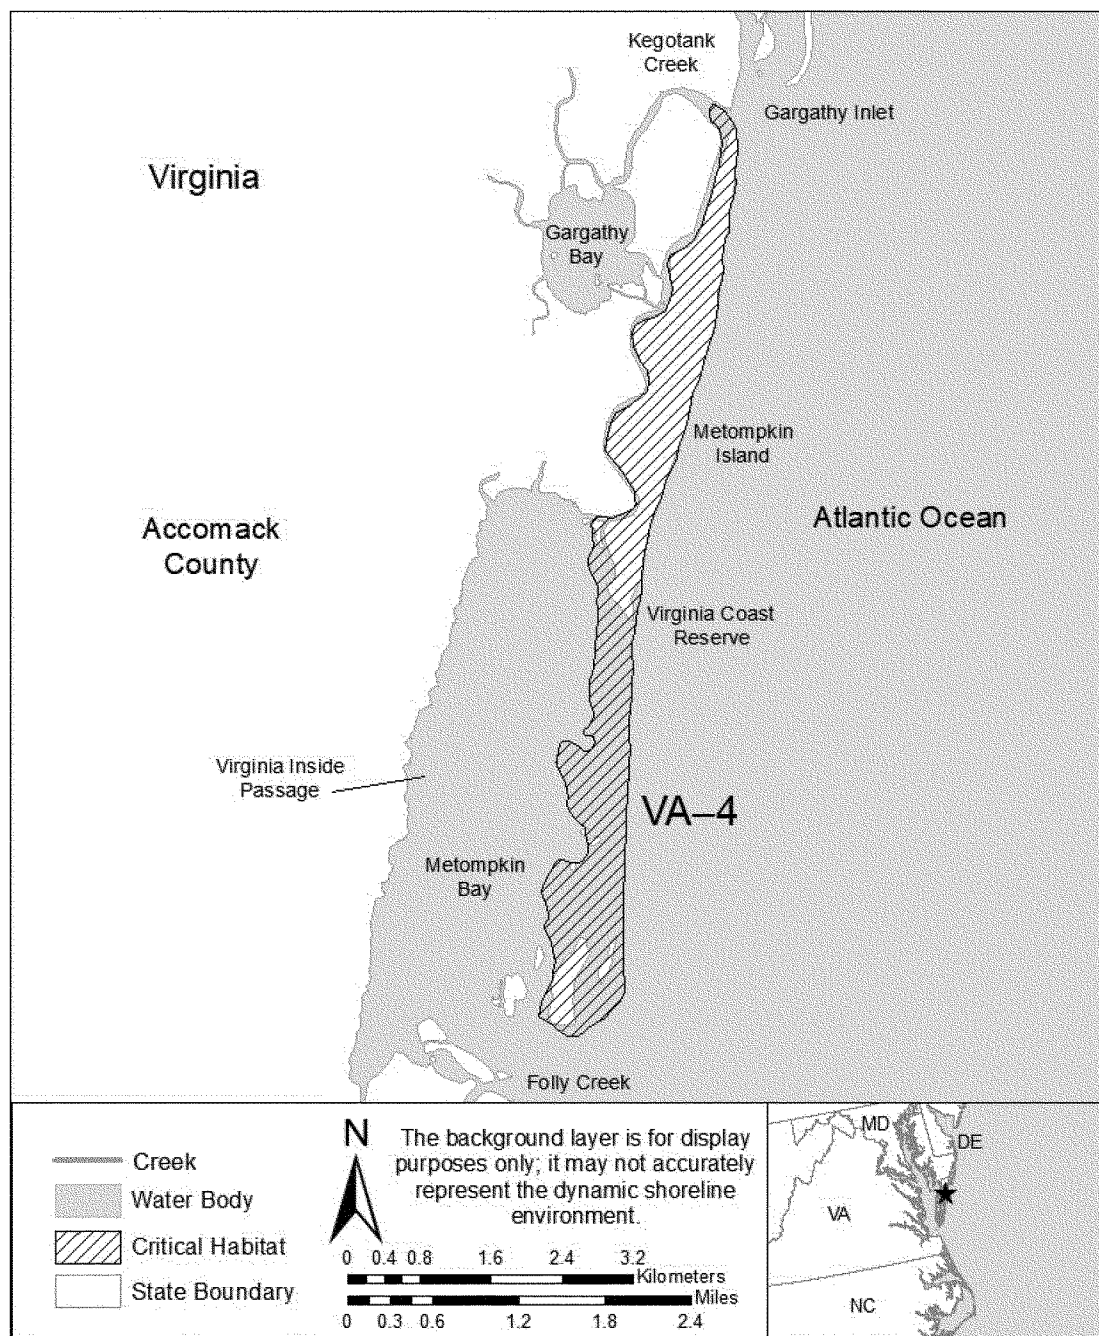 Kegotank
Creek
Gargathy Inlet
Virginia
Gargathy
Bay
Metompkin
Island
Accomack
County
Atlantic Ocean
Virginia Coast
Reserve
Virginia Inside
Passage
VA–4
Metompkin
Bay
Folly Creek
Creek
Water Body
Critical Habitat
State Boundary
N
The background layer is for display
purposes only; it may not accurately
represent the dynamic shoreline
environment.
0 0.4 0.8 1.6 2.4 3.2
Kilometers
Miles
0 0.3 0.6 1.2 1.8 2.4
MD
DE
VA
NC